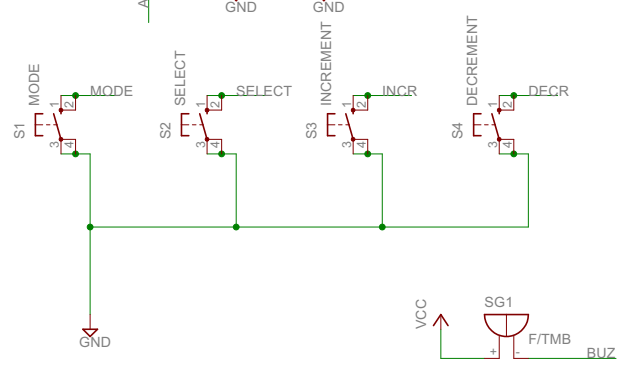 A
GND
GND
MODE
SELECT
INCREMENT
DECREMENT
1
2
MODE
1
2
SELECT
1
2
INCR
1
2
DECR
S1
S2
S3
S4
3
4
3
4
3
4
3
4
GND
VCC
SG1
F/TMB
+
-
BUZ